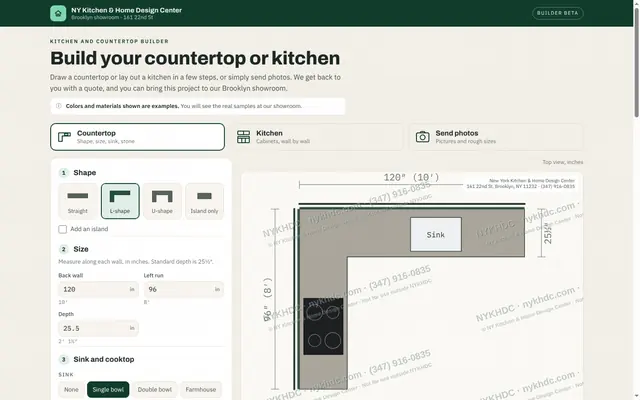 NY Kitchen & Home Design Center
Brooklyn showroom · 161 22nd St
BUILDER BETA
KITCHEN AND COUNTERTOP BUILDER
Build your countertop or kitchen
Draw a countertop or lay out a kitchen in a few steps, or simply send photos. We get back to
you with a quote, and you can bring this project to our Brooklyn showroom.
Colors and materials shown are examples. You will see the real samples at our showroom.
Countertop
Shape, size, sink, stone
Kitchen
Cabinets, wall by wall
Send photos
Pictures and rough sizes
1 Shape
Straight
L-shape
U-shape
Island only
Add an island
2 Size
Measure along each wall, in inches. Standard depth is 25½".
Back wall
Left run
120 in
96 in
10'
8'
Depth
25.5 in
2' 1½"
3 Sink and cooktop
SINK
None
Single bowl
Double bowl
Farmhouse
Top view, inches
New York Kitchen & Home Design Center
161 22nd St, Brooklyn, NY 11232 · (347) 916-0835
120" (10')
96" (8')
25½"
Sink
NYKHDC · nykhdc.com · (347) 916-0835